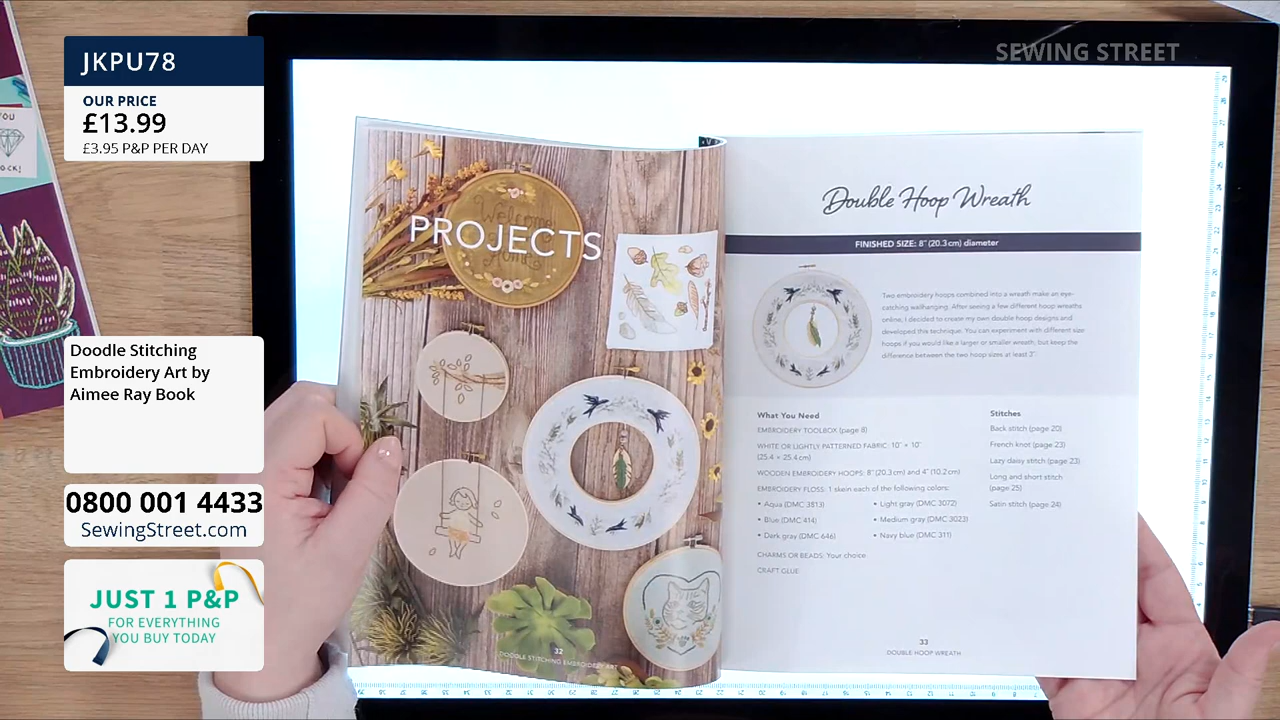 JKPU78
OUR PRICE
£13.99
£3.95 P&P PER DAY
Doodle Stitching
Embroidery Art by
Aimee Ray Book
0800 001 4433
SewingStreet.com
JUST 1 P&P
FOR EVERYTHING
YOU BUY TODAY
SEWING STREET
YOU
PROJECTS
32
DOODLE STITCHING EMBROIDERY ART
Double Hoop Wreath
FINISHED SIZE: 8" (20.3 cm) diameter
Two embroidery hoops combined into a wreath make an eye-
catching wallhanging. After seeing a few different hoop wreaths
online, I decided to create my own double hoop designs and
developed this technique. You can experiment with different size
hoops if you would like a larger or smaller wreath, but keep the
difference between the two hoop sizes at least 3".
What You Need
EMBROIDERY TOOLBOX (page 8)
WHITE OR LIGHTLY PATTERNED FABRIC: 10" × 10"
(25.4 × 25.4 cm)
WOODEN EMBROIDERY HOOPS: 8" (20.3 cm) and 4" (10.2 cm)
EMBROIDERY FLOSS: 1 skein each of the following colors:
• Aqua (DMC 3813)
• Blue (DMC 414)
• Dark gray (DMC 646)
• Light gray (DMC 3072)
• Medium gray (DMC 3023)
• Navy blue (DMC 311)
CHARMS OR BEADS: Your choice
CRAFT GLUE
Stitches
Back stitch (page 20)
French knot (page 23)
Lazy daisy stitch (page 23)
Long and short stitch
(page 25)
Satin stitch (page 24)
33
DOUBLE HOOP WREATH